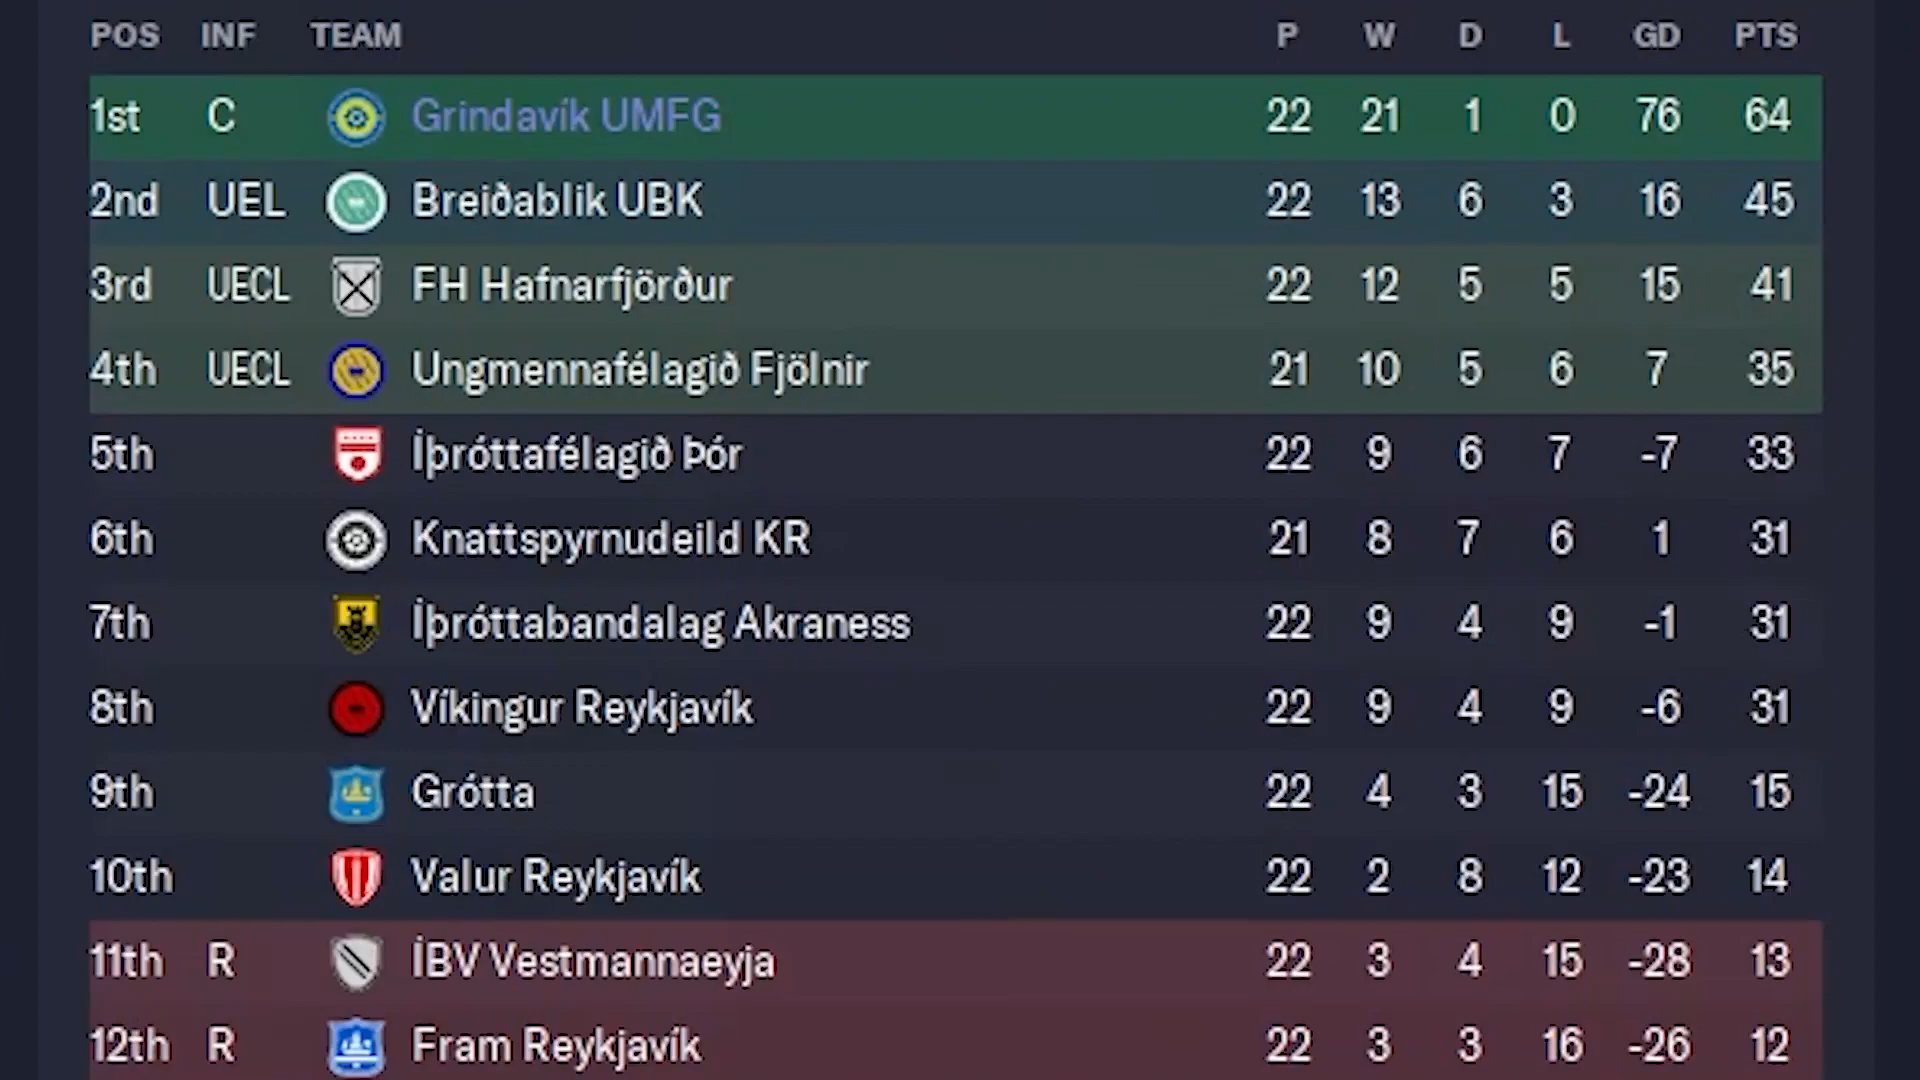 POS INF TEAM P W D L GD PTS
1st C Grindavík UMFG 22 21 1 0 76 64
2nd UEL Breiðablik UBK 22 13 6 3 16 45
3rd UECL FH Hafnarfjörður 22 12 5 5 15 41
4th UECL Ungmennafélagið Fjölnir 21 10 5 6 7 35
5th Íþróttafélagið Þór 22 9 6 7 -7 33
6th Knattspyrnudeild KR 21 8 7 6 1 31
7th Íþróttabandalag Akraness 22 9 4 9 -1 31
8th Víkingur Reykjavík 22 9 4 9 -6 31
9th Grótta 22 4 3 15 -24 15
10th Valur Reykjavík 22 2 8 12 -23 14
11th R ÍBV Vestmannaeyja 22 3 4 15 -28 13
12th R Fram Reykjavík 22 3 3 16 -26 12